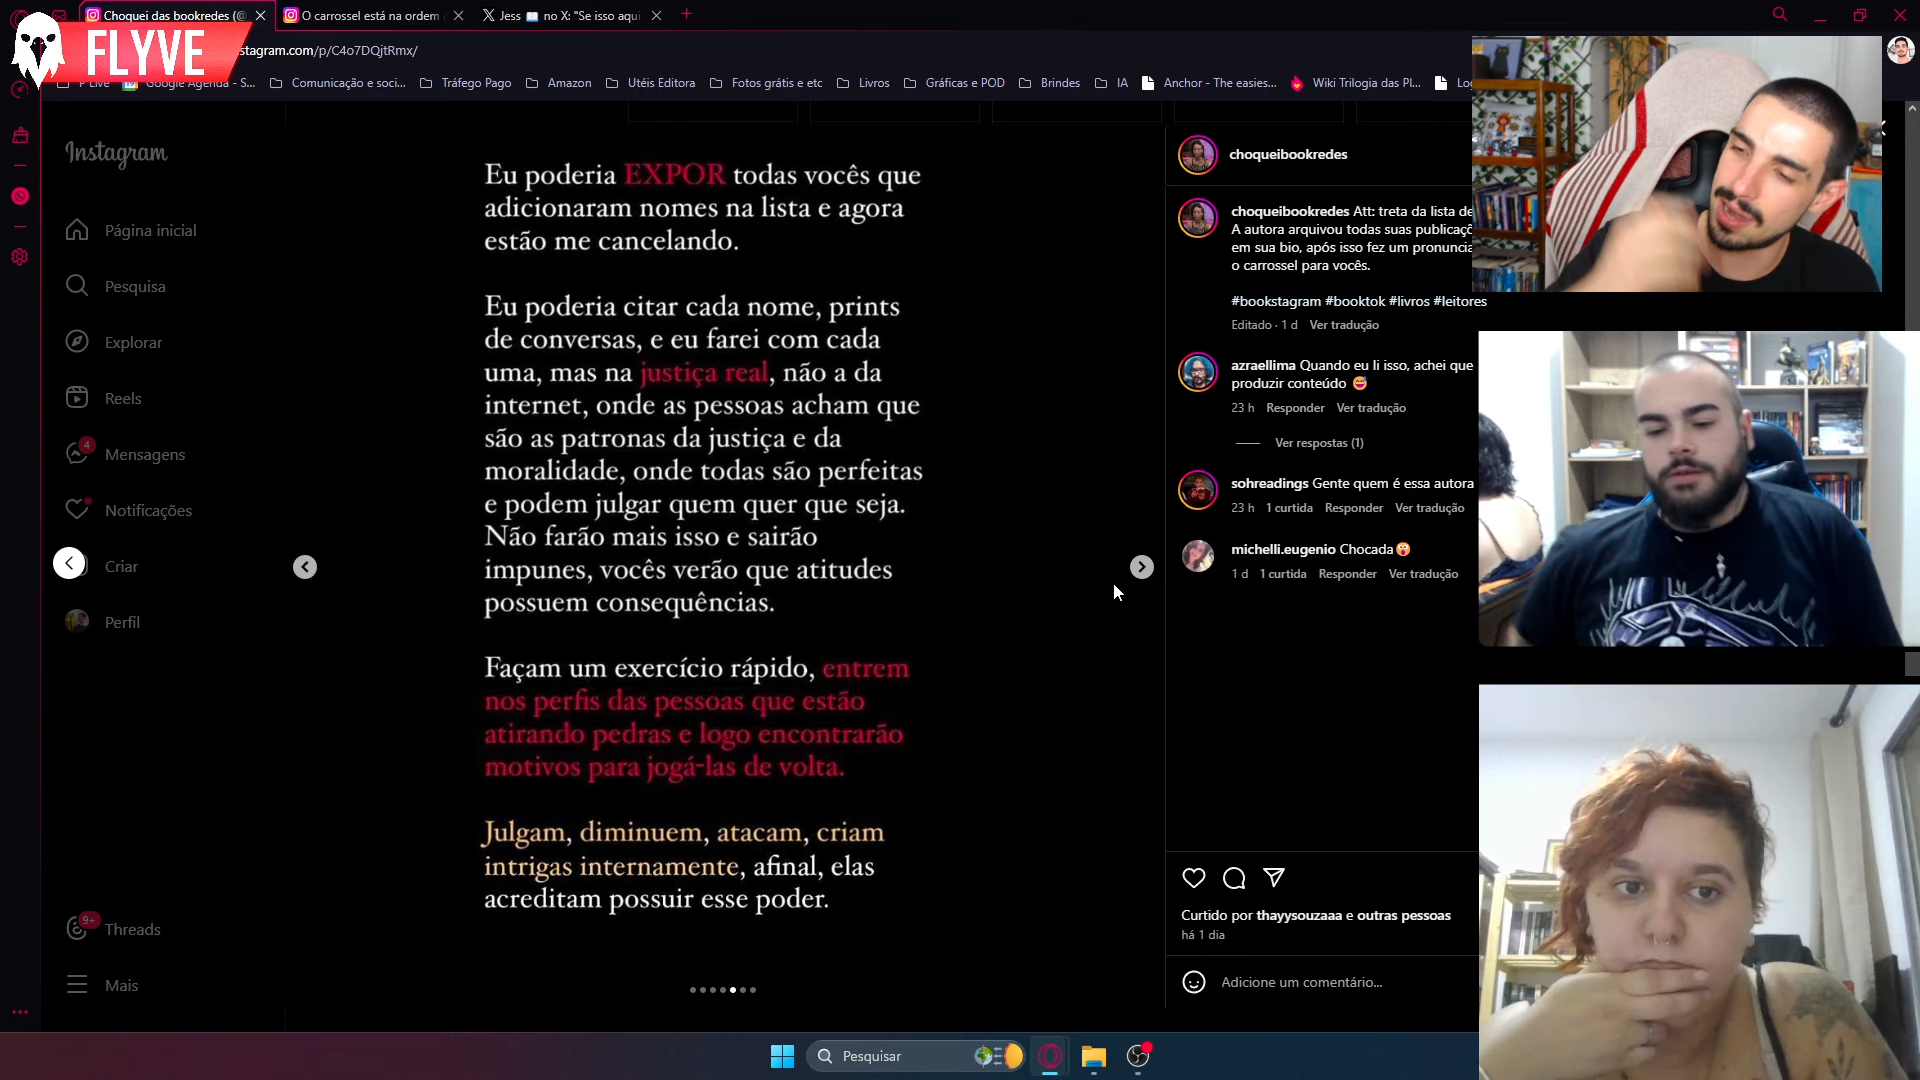 Choquei das bookredes (@
O carrossel está na ordem
Jess no X: "Se isso aqui
FLYVE
stagram.com/p/C4o7DQjtRmx/
P Live
Google Agenda - S...
Comunicação e soci...
Tráfego Pago
Amazon
Utéis Editora
Fotos grátis e etc
Livros
Gráficas e POD
Brindes
IA
Anchor - The easies...
Wiki Trilogia das Pl...
Instagram
Página inicial
Pesquisa
Explorar
Reels
4
Mensagens
Notificações
Criar
Perfil
9+
Threads
Mais
Eu poderia EXPOR todas vocês que
adicionaram nomes na lista e agora
estão me cancelando.
Eu poderia citar cada nome, prints
de conversas, e eu farei com cada
uma, mas na justiça real, não a da
internet, onde as pessoas acham que
são as patronas da justiça e da
moralidade, onde todas são perfeitas
e podem julgar quem quer que seja.
Não farão mais isso e sairão
impunes, vocês verão que atitudes
possuem consequências.
Façam um exercício rápido, entrem
nos perfis das pessoas que estão
atirando pedras e logo encontrarão
motivos para jogá-las de volta.
Julgam, diminuem, atacam, criam
intrigas internamente, afinal, elas
acreditam possuir esse poder.
choqueibookredes
choqueibookredes Att: treta da lista de
A autora arquivou todas suas publicaçõ
em sua bio, após isso fez um pronuncia
o carrossel para vocês.
#bookstagram #booktok #livros #leitores
Editado · 1 d Ver tradução
azraellima Quando eu li isso, achei que
produzir conteúdo 😅
23 h Responder Ver tradução
Ver respostas (1)
sohreadings Gente quem é essa autora
23 h 1 curtida Responder Ver tradução
michelli.eugenio Chocada😱
1 d 1 curtida Responder Ver tradução
Curtido por thayysouzaaa e outras pessoas
há 1 dia
Adicione um comentário...
Pesquisar